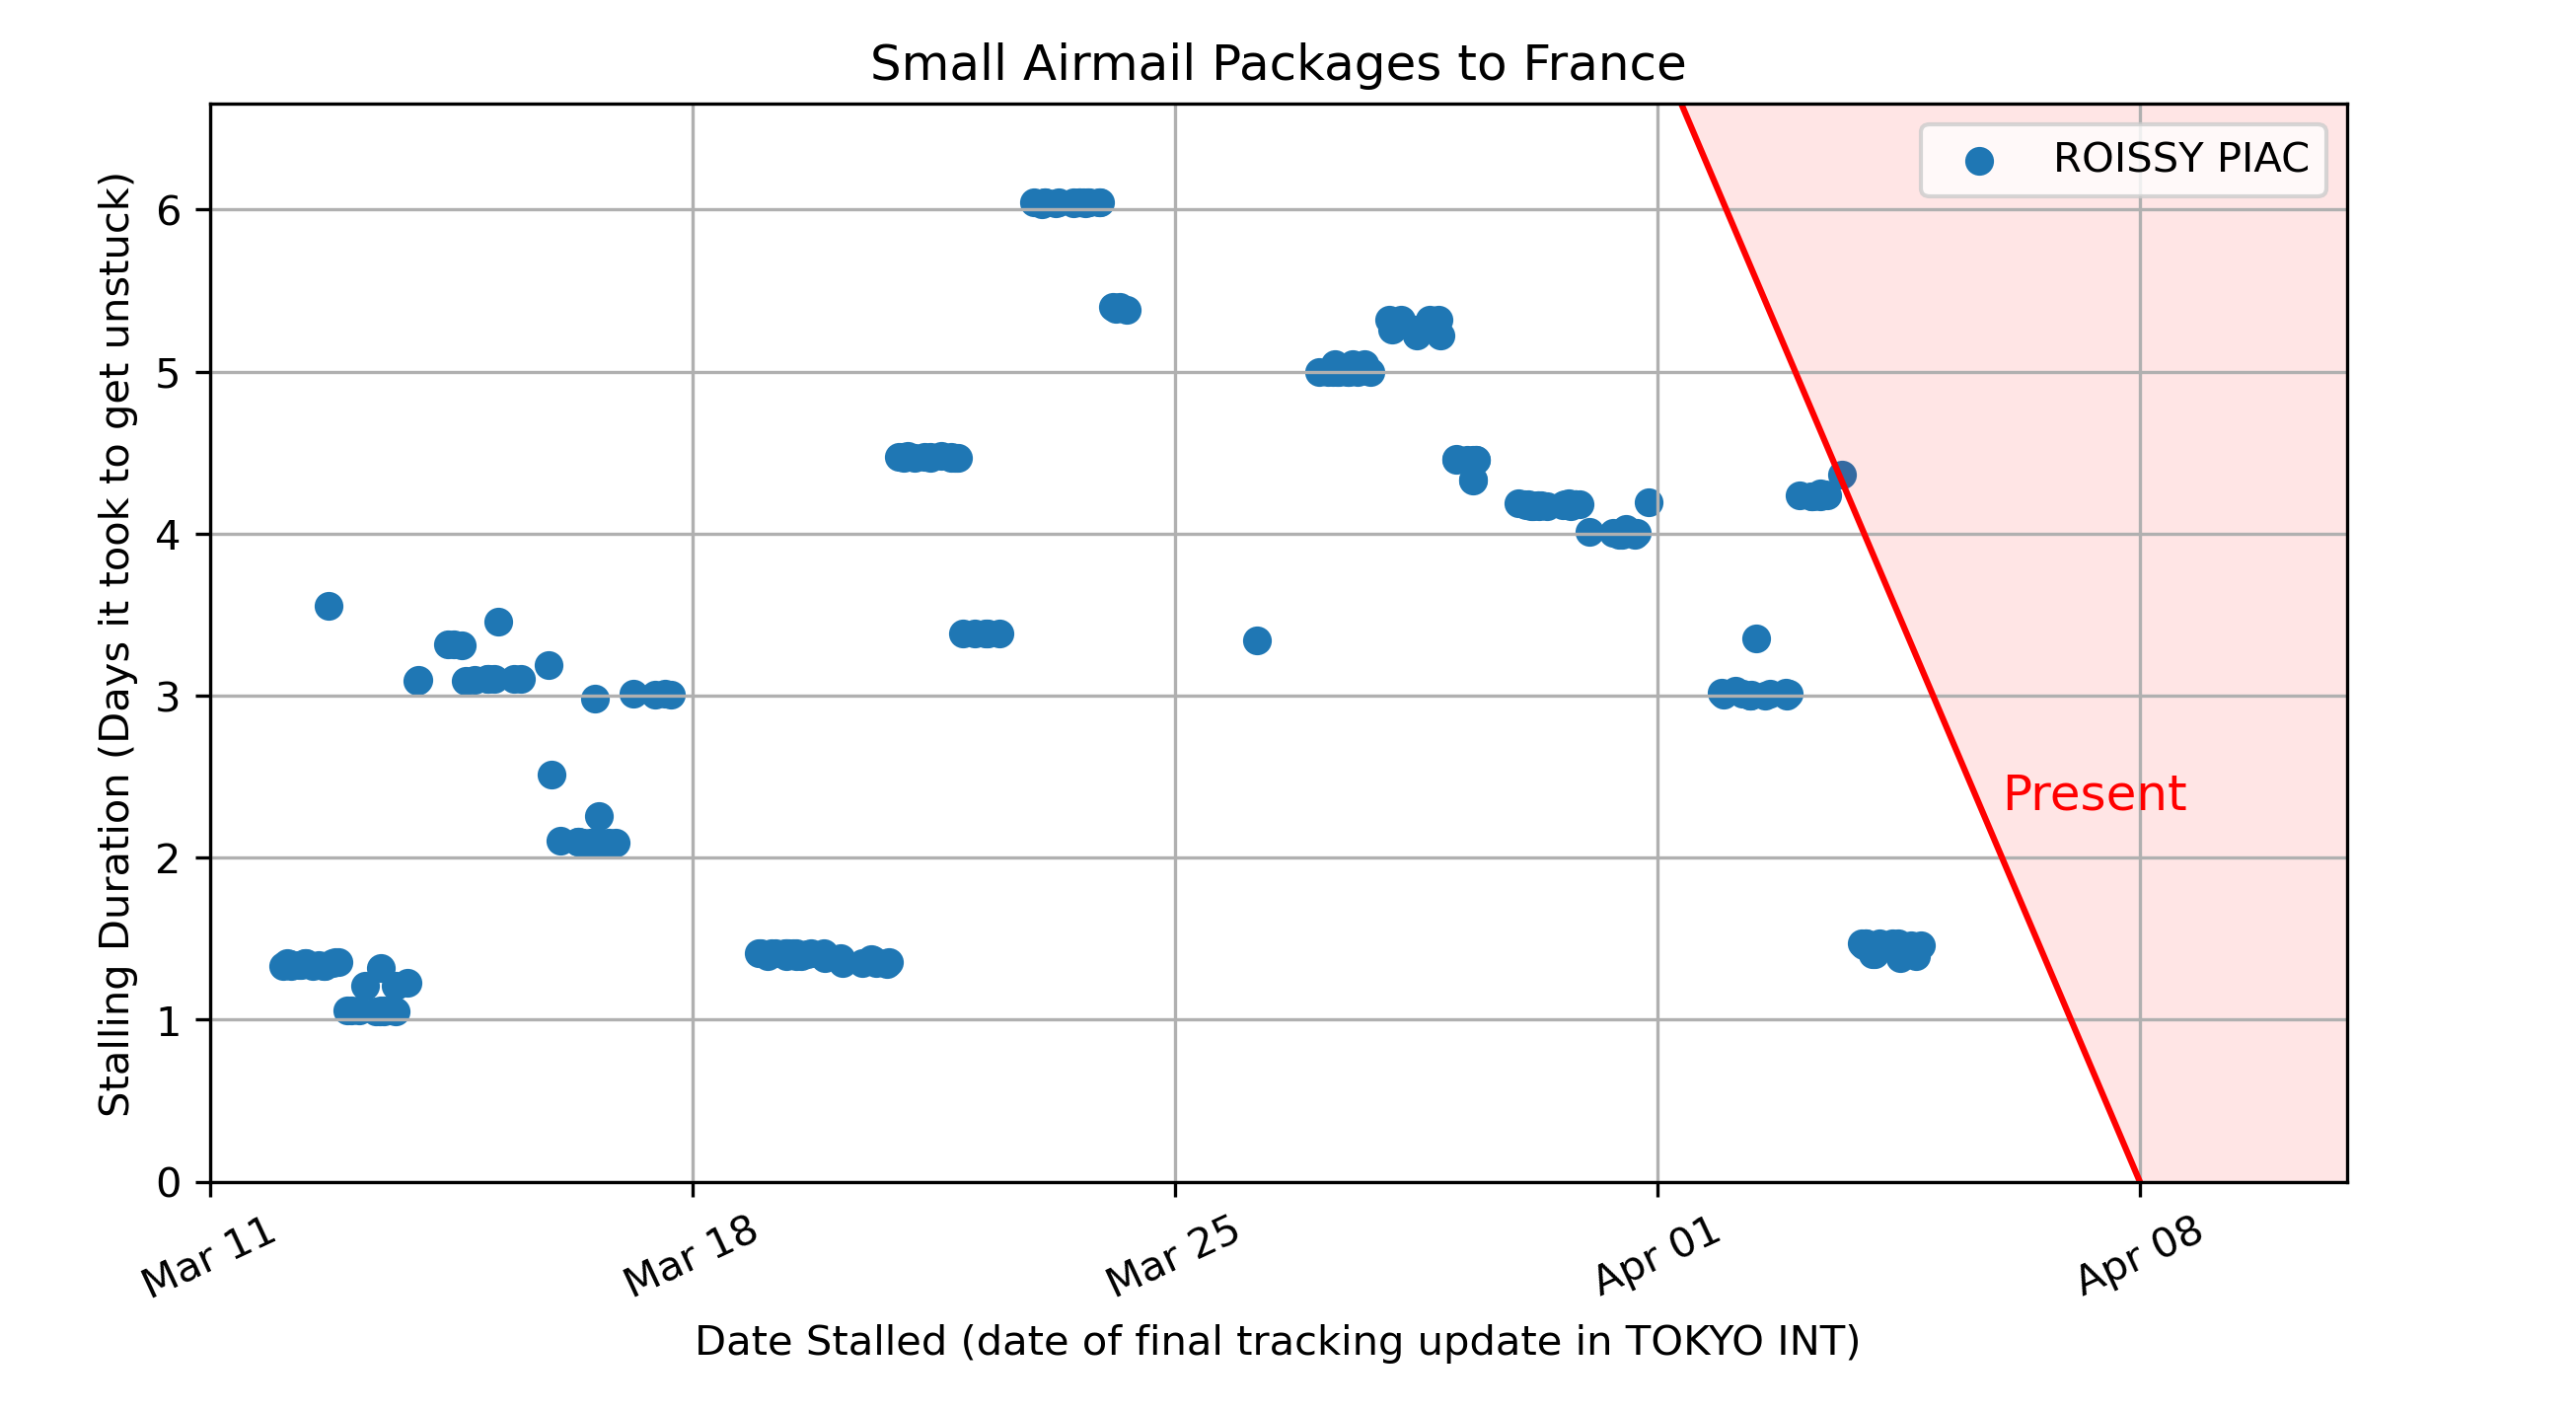 Small Airmail Packages to France
ROISSY PIAC
Stalling Duration (Days it took to get unstuck)
6
5
4
3
2
1
0
Present
Mar 11
Mar 18
Mar 25
Apr 01
Apr 08
Date Stalled (date of final tracking update in TOKYO INT)